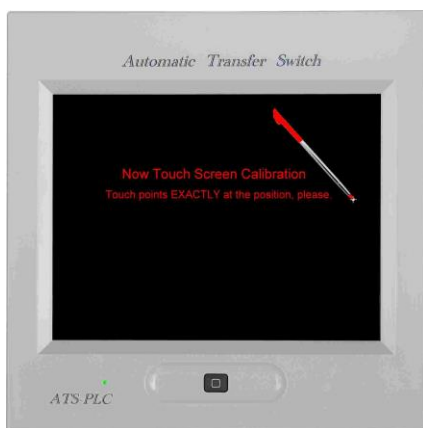 Automatic Transfer Switch
Now Touch Screen Calibration
Touch points EXACTLY at the position, please.
ATS PLC